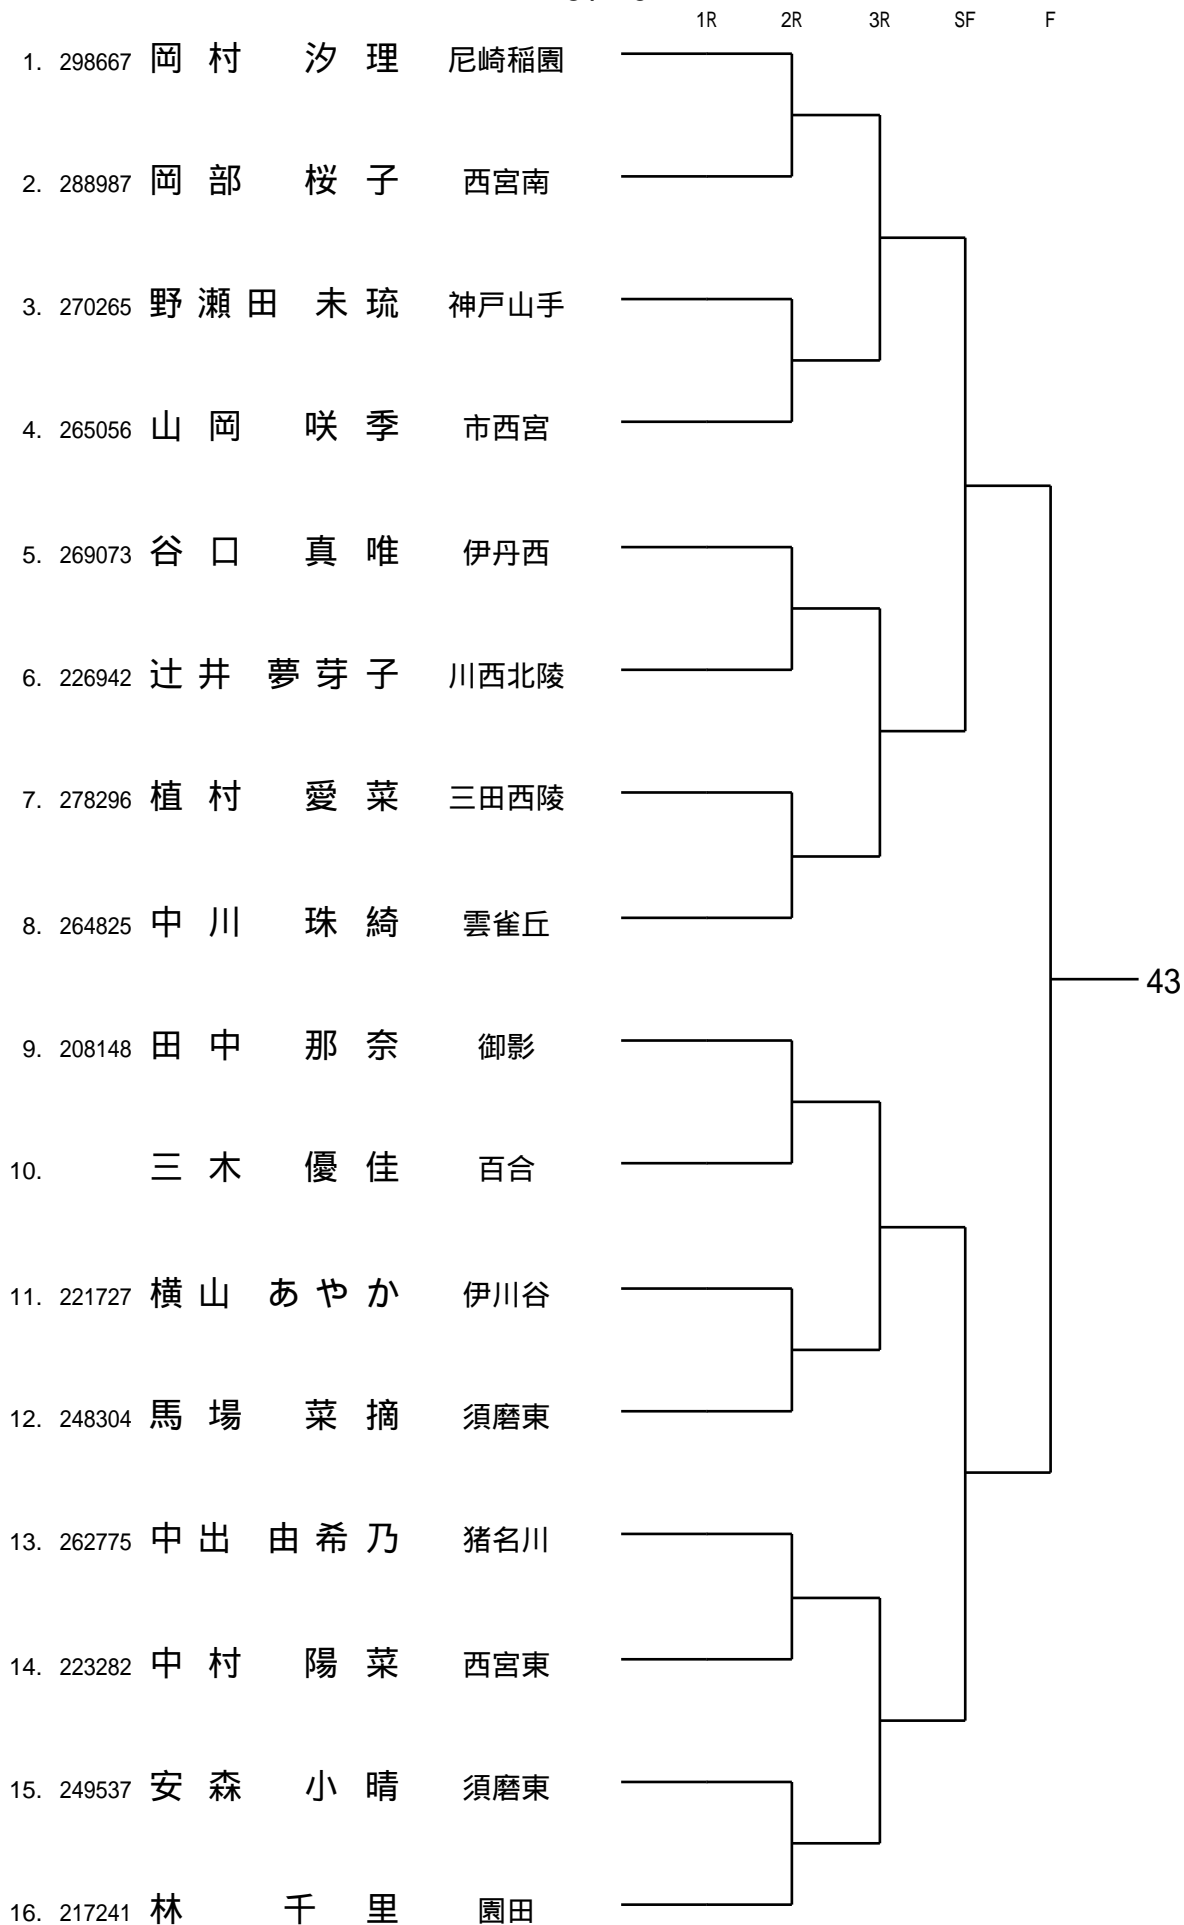 1R 2R 3R SF F
1. 298667 岡村 汐理 尼崎稲園
2. 288987 岡部 桜子 西宮南
3. 270265 野瀬田 未琉 神戸山手
4. 265056 山岡 咲季 市西宮
5. 269073 谷口 真唯 伊丹西
6. 226942 辻井 夢芽子 川西北陵
7. 278296 植村 愛菜 三田西陵
8. 264825 中川 珠綺 雲雀丘
43
9. 208148 田中 那奈 御影
10. 三木 優佳 百合
11. 221727 横山 あやか 伊川谷
12. 248304 馬場 菜摘 須磨東
13. 262775 中出 由希乃 猪名川
14. 223282 中村 陽菜 西宮東
15. 249537 安森 小晴 須磨東
16. 217241 林 千里 園田